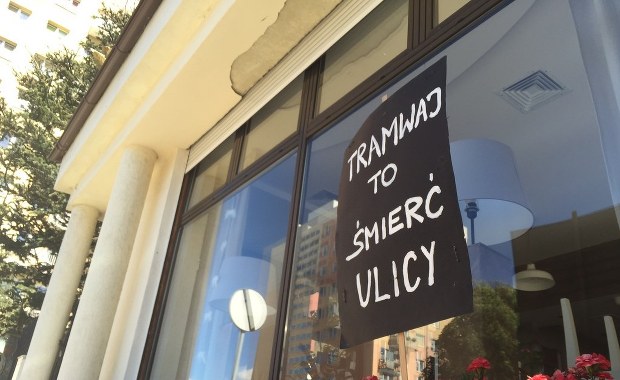 TRAMWAJ
TO
ŚMIERĆ
ULICY